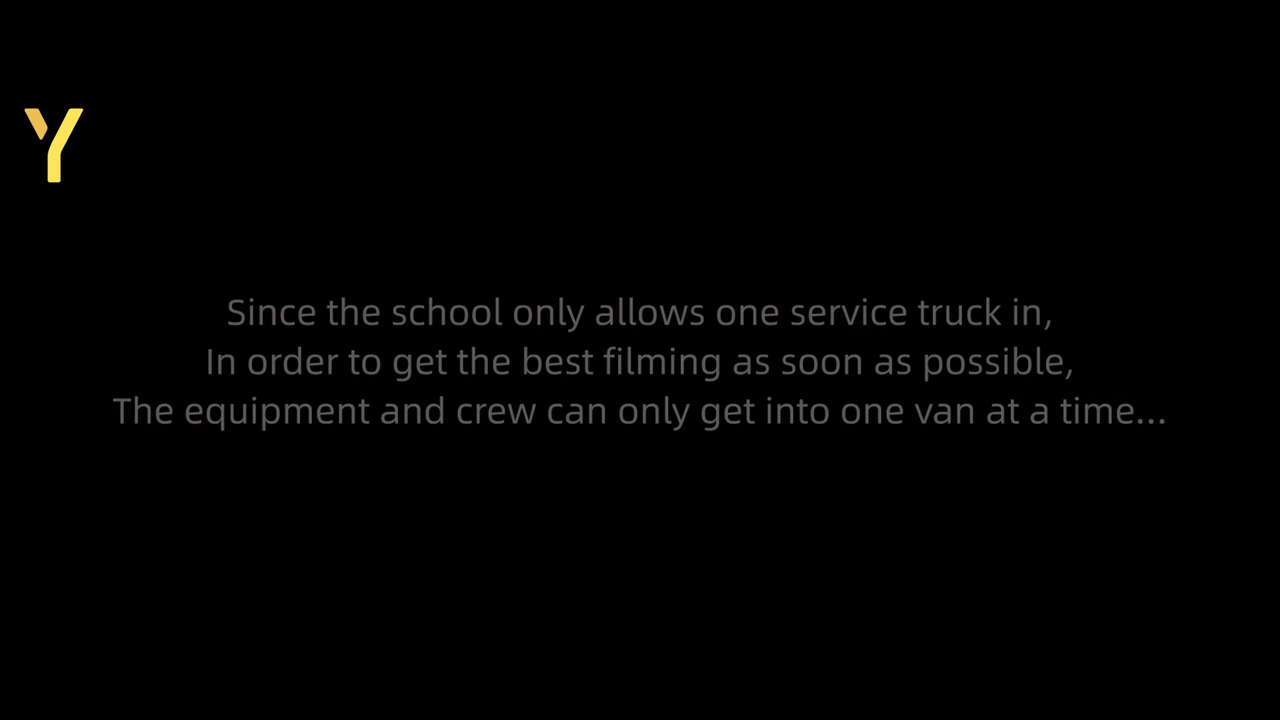 Y
Since the school only allows one service truck in,
In order to get the best filming as soon as possible,
The equipment and crew can only get into one van at a time...